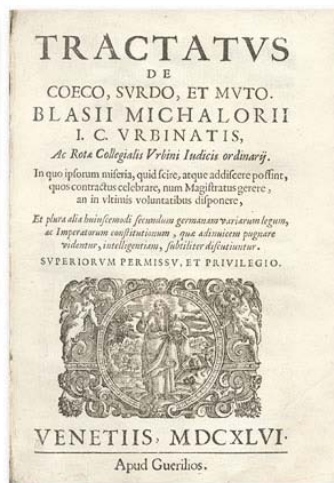 TRACTATVS
DE
COECO, SVRDO, ET MVTO.
BLASII MICHALORII
I. C. VRBINATIS,
Ac Rotæ Collegialis Vrbini Iudicis ordinarij.
In quo ipsorum miseria, quid scire, atque addiscere possint,
quos contractus celebrare, num Magistratus gerere,
an in vltimis voluntatibus disponere,
Et plura alia huiuscemodi secundum germanam variarum legum,
ac Imperatorum constitutionum, quæ adinuicem pugnare
videntur, intelligentiam, subtiliter discutiuntur.
SVPERIORVM PERMISSV, ET PRIVILEGIO.
VENETIIS, MDCXLVI.
Apud Guerilios.